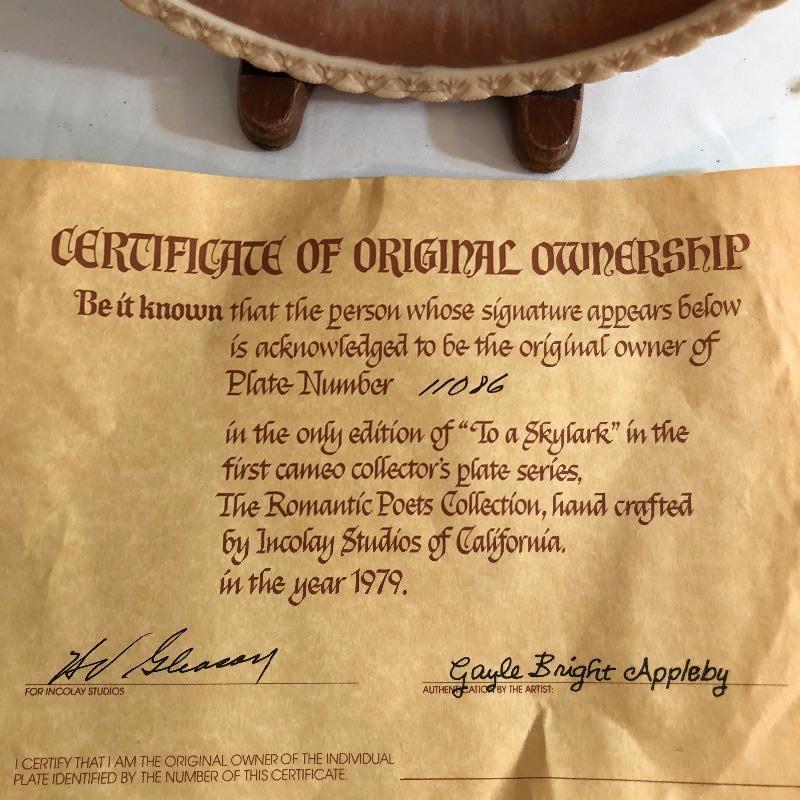 CERTIFICATE OF ORIGINAL OWNERSHIP
Be it known that the person whose signature appears below
is acknowledged to be the original owner of
Plate Number 11086
in the only edition of "To a Skylark" in the
first cameo collector's plate series,
The Romantic Poets Collection, hand crafted
by Incolay Studios of California.
in the year 1979.
Gleason
FOR INCOLAY STUDIOS
Gayle Bright Appleby
AUTHENTICATION BY THE ARTIST:
I CERTIFY THAT I AM THE ORIGINAL OWNER OF THE INDIVIDUAL
PLATE IDENTIFIED BY THE NUMBER OF THIS CERTIFICATE.